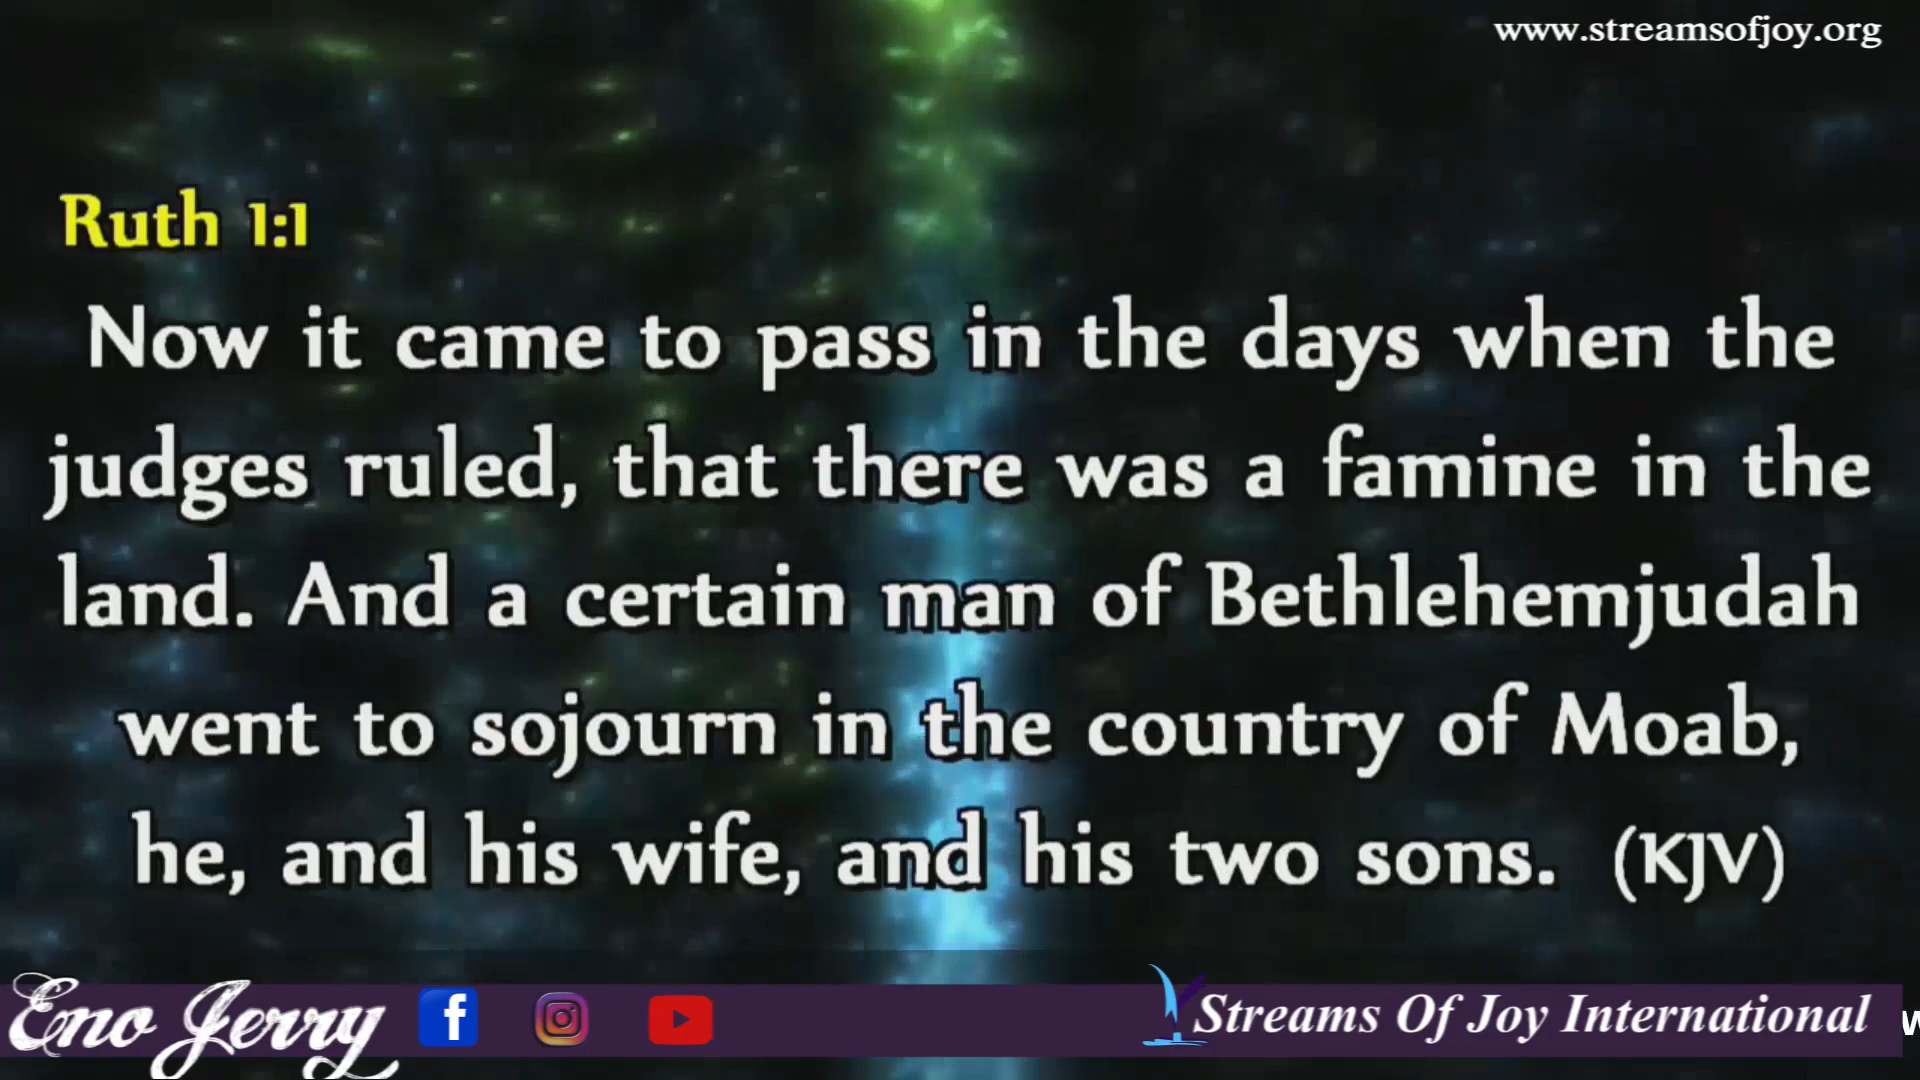 www.streamsofjoy.org
Ruth 1:1
Now it came to pass in the days when the
judges ruled, that there was a famine in the
land. And a certain man of Bethlehemjudah
went to sojourn in the country of Moab,
he, and his wife, and his two sons. (KJV)
Eno Jerry
Streams Of Joy International